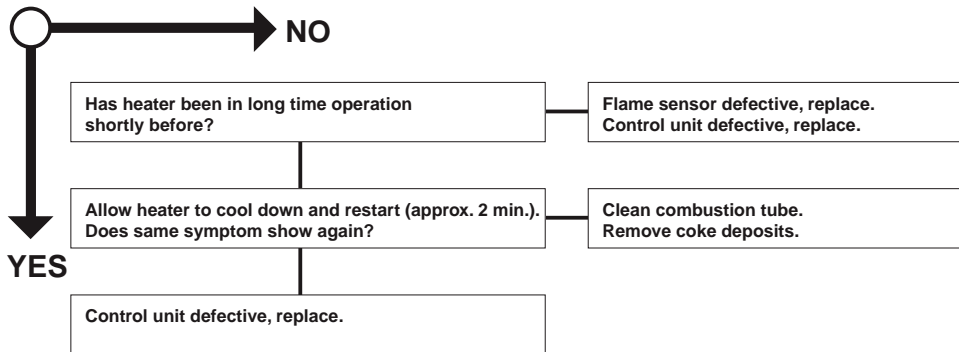 NO
YES
Has heater been in long time operation
shortly before?
Flame sensor defective, replace.
Control unit defective, replace.
Allow heater to cool down and restart (approx. 2 min.).
Does same symptom show again?
Clean combustion tube.
Remove coke deposits.
Control unit defective, replace.